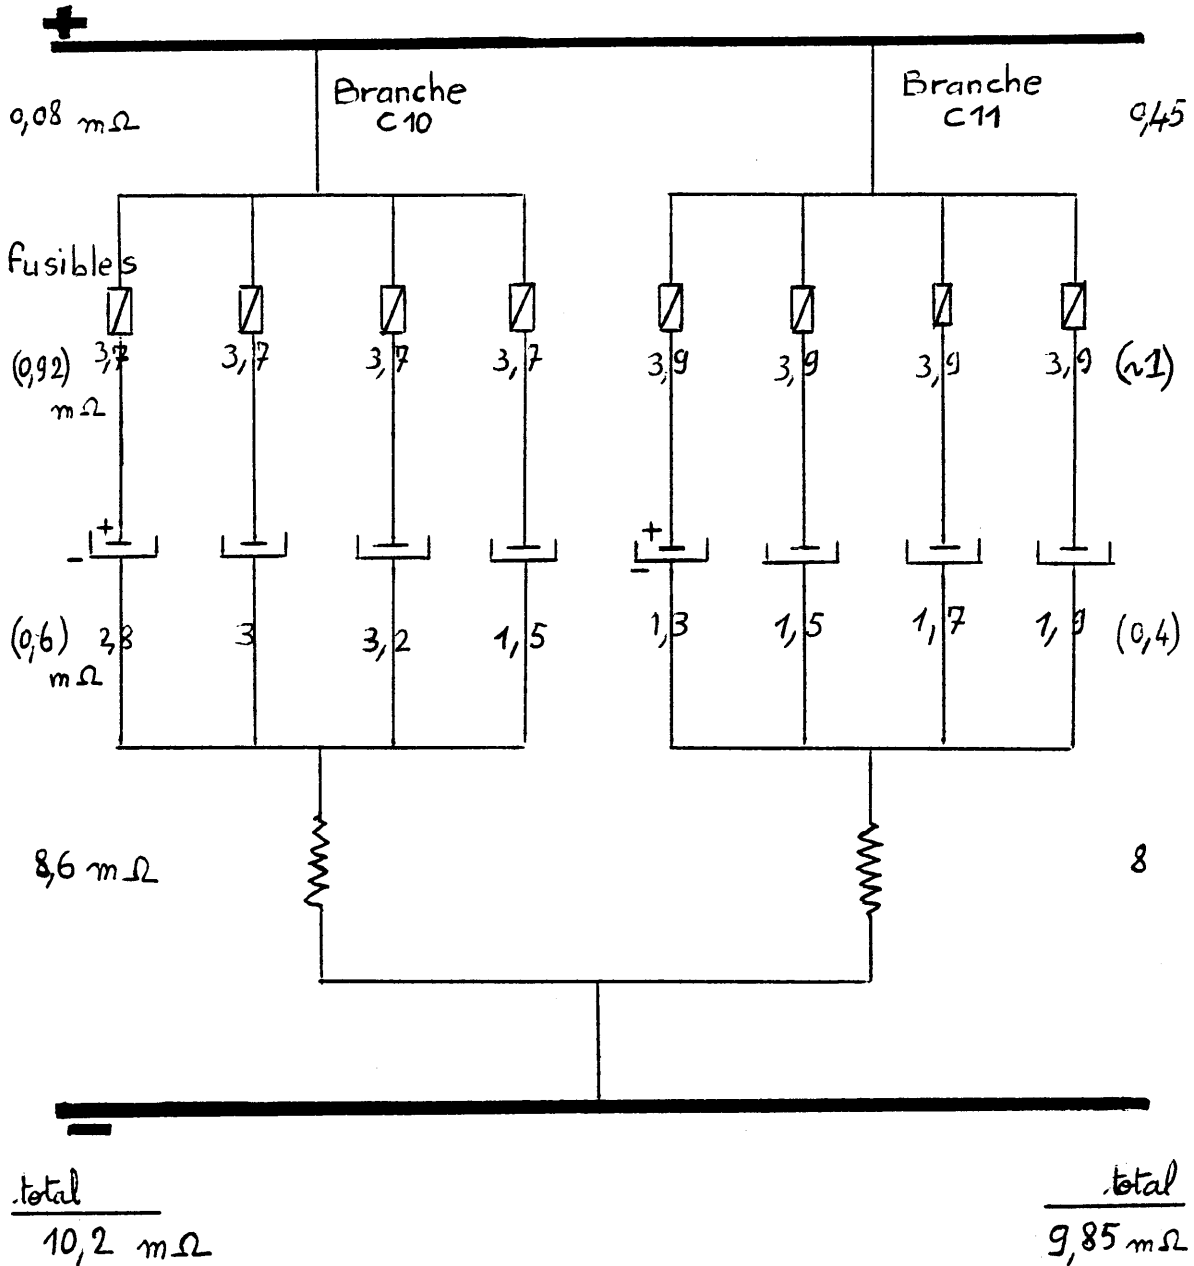 +
Branche
C10
Branche
C11
0,08 mΩ
0,45
fusibles
(0,92) 3,7 3,7 3,7 3,7 3,9 3,9 3,9 3,9 (~1)
mΩ
+ +
- -
(0,6) 3 3,2 1,5 1,3 1,5 1,7 1,9 (0,4)
mΩ
8,6 mΩ
8
-
total
10,2 mΩ
total
9,85 mΩ